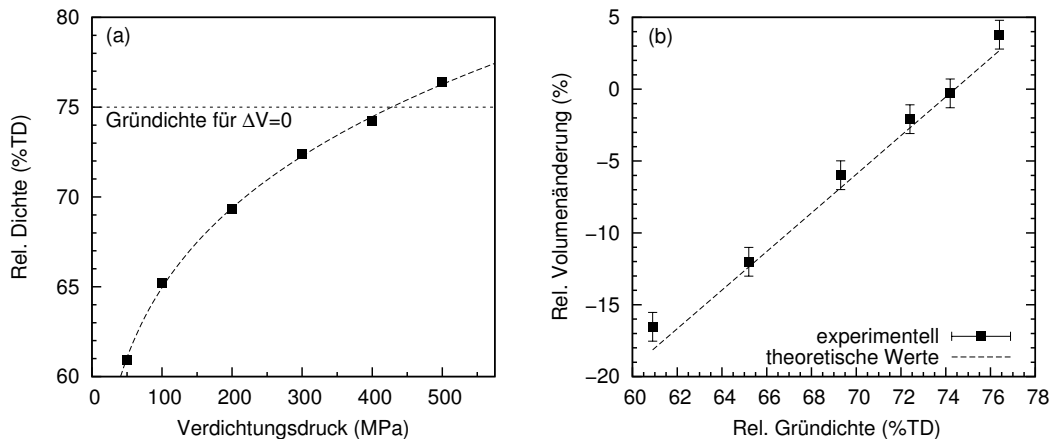 (a)
80
75
70
65
60
Rel. Dichte (%TD)
Gründichte für ΔV=0
0 100 200 300 400 500
Verdichtungsdruck (MPa)
(b)
5
0
−5
−10
−15
−20
Rel. Volumenänderung (%)
experimentell
theoretische Werte
60 62 64 66 68 70 72 74 76 78
Rel. Gründichte (%TD)